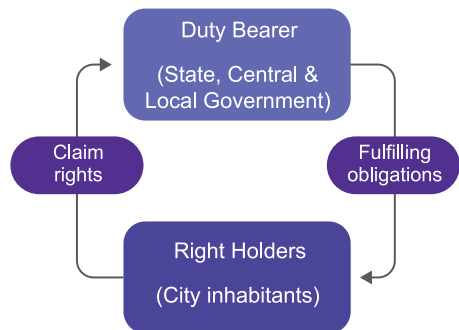 Duty Bearer
(State, Central &
Local Government)
Claim
rights
Fulfilling
obligations
Right Holders
(City inhabitants)